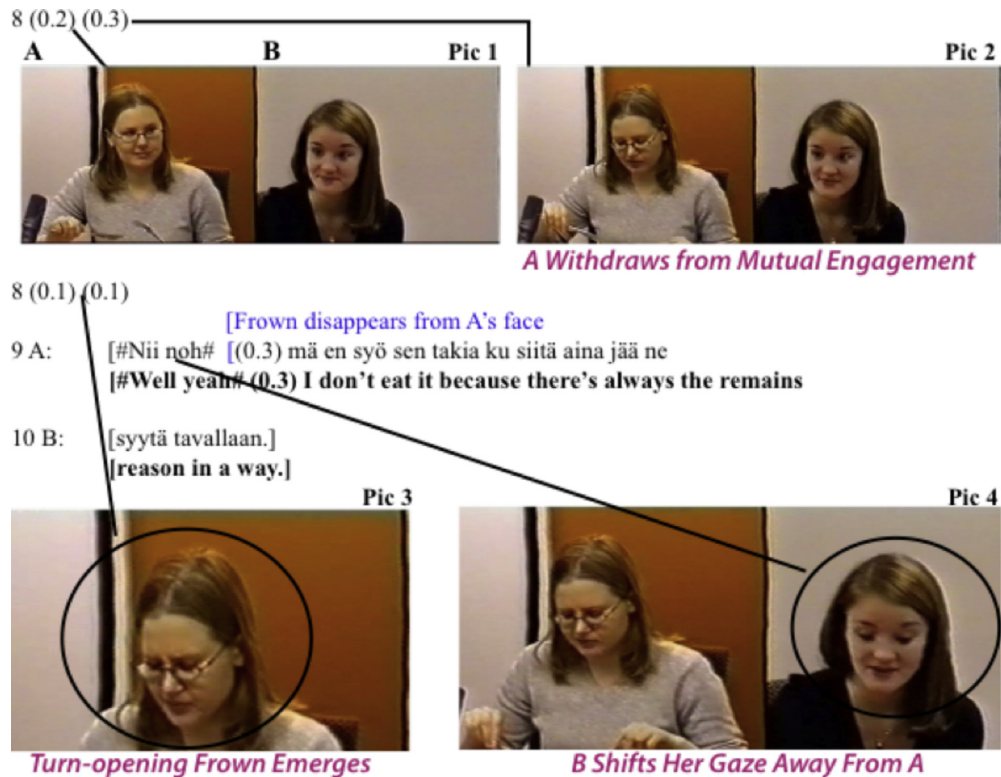 8 (0.2) (0.3)
A B Pic 1 Pic 2
A Withdraws from Mutual Engagement
8 (0.1) (0.1)
[Frown disappears from A's face
9 A: [#Nii noh# [(0.3) mä en syö sen takia ku siitä aina jää ne
[#Well yeah# (0.3) I don't eat it because there's always the remains
10 B: [syytä tavallaan.]
[reason in a way.]
Pic 3 Pic 4
Turn-opening Frown Emerges B Shifts Her Gaze Away From A